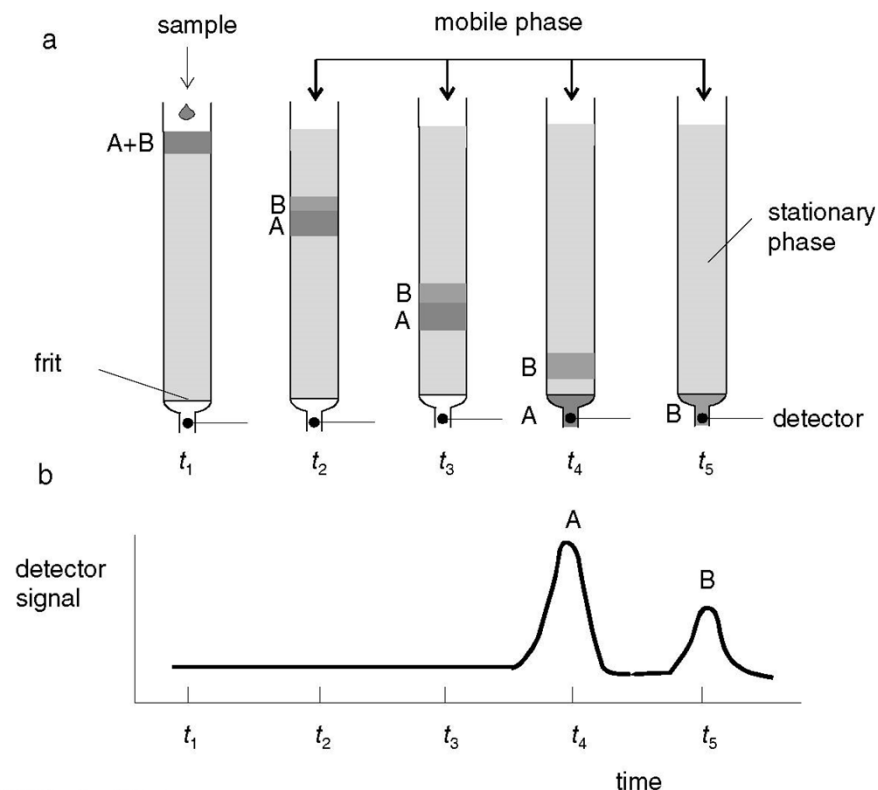 a
sample
mobile phase
A+B
B
A
B
A
B
stationary
phase
frit
A
B
detector
t₁
t₂
t₃
t₄
t₅
b
A
B
detector
signal
t₁
t₂
t₃
t₄
t₅
time